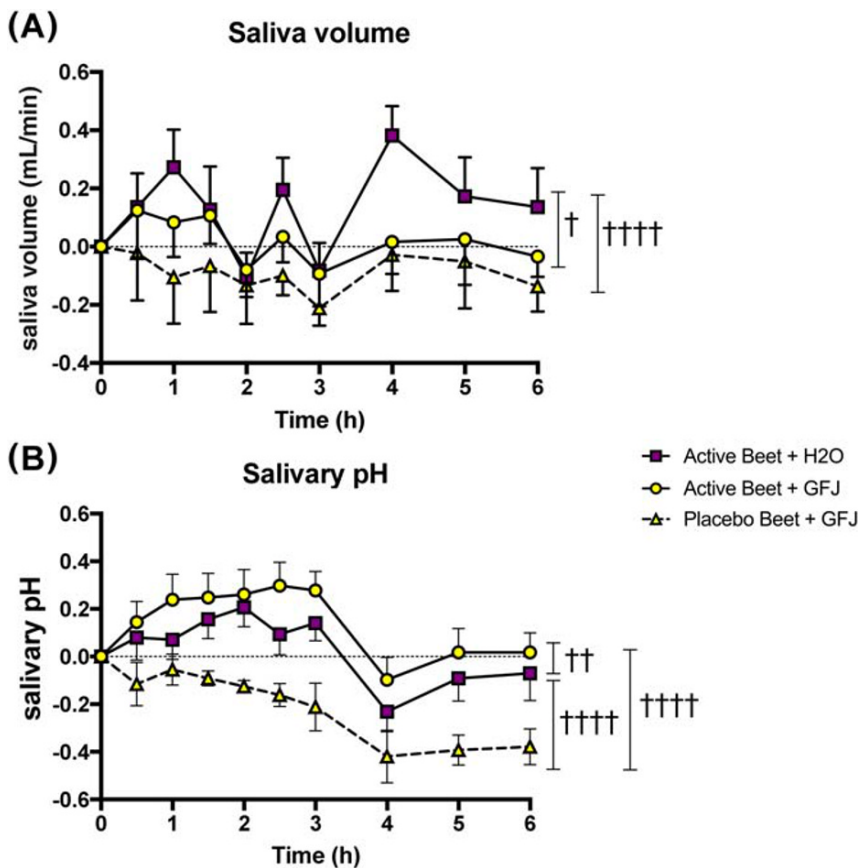 (A)
Saliva volume
saliva volume (mL/min)
0.6
0.4
0.2
0.0
-0.2
-0.4
0 1 2 3 4 5 6
Time (h)
†
††††
(B)
Salivary pH
salivary pH
0.6
0.4
0.2
0.0
-0.2
-0.4
-0.6
0 1 2 3 4 5 6
Time (h)
††
††††
††††
Active Beet + H2O
Active Beet + GFJ
Placebo Beet + GFJ